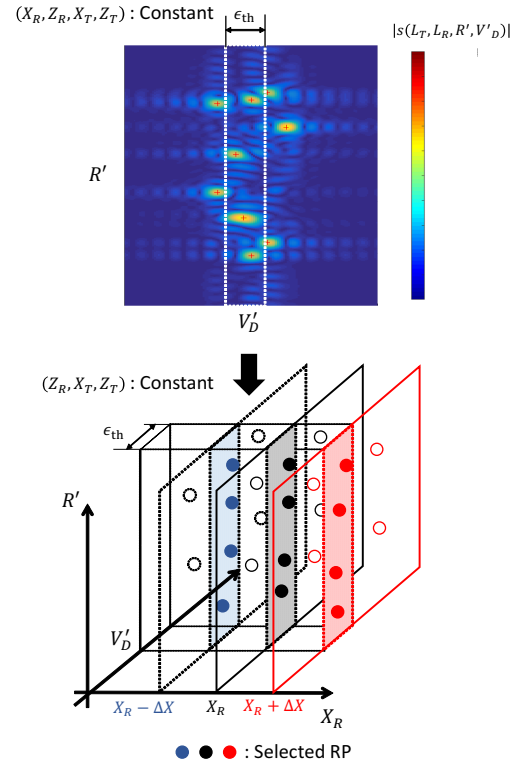 (X_R, Z_R, X_T, Z_T) : Constant
ϵ_th
|s(L_T, L_R, R′, V′_D)|
R′
V′_D
(Z_R, X_T, Z_T) : Constant
ϵ_th
R′
V′_D
X_R − ΔX
X_R
X_R + ΔX
X_R
: Selected RP